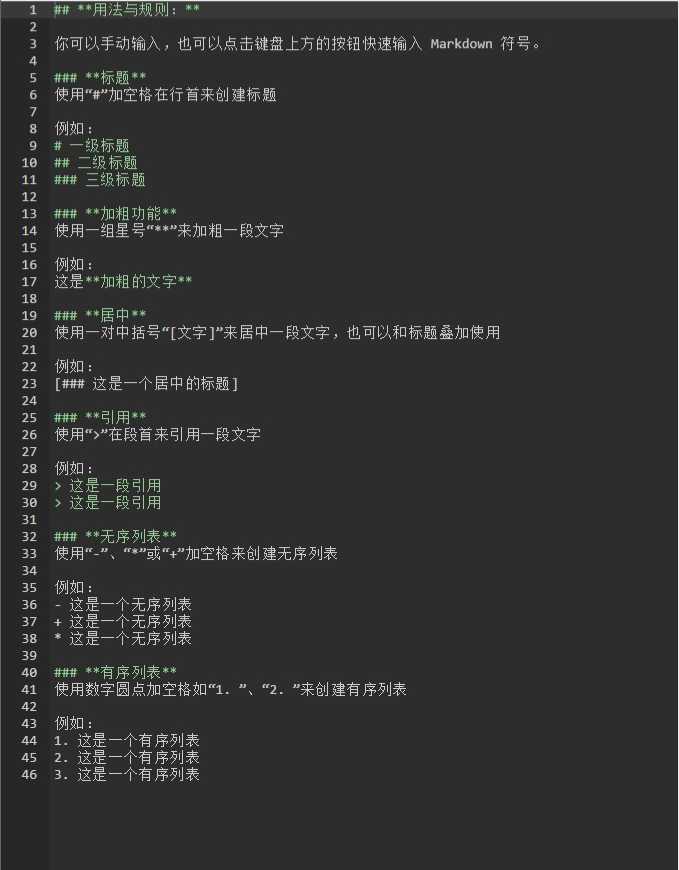 1 ## **用法与规则：**
2
3 你可以手动输入，也可以点击键盘上方的按钮快速输入 Markdown 符号。
4
5 ### **标题**
6 使用“#”加空格在行首来创建标题
7
8 例如：
9 # 一级标题
10 ## 二级标题
11 ### 三级标题
12
13 ### **加粗功能**
14 使用一组星号“**”来加粗一段文字
15
16 例如：
17 这是**加粗的文字**
18
19 ### **居中**
20 使用一对中括号“[文字]”来居中一段文字，也可以和标题叠加使用
21
22 例如：
23 [### 这是一个居中的标题]
24
25 ### **引用**
26 使用“>”在段首来引用一段文字
27
28 例如：
29 > 这是一段引用
30 > 这是一段引用
31
32 ### **无序列表**
33 使用“-”、“*”或“+”加空格来创建无序列表
34
35 例如：
36 - 这是一个无序列表
37 + 这是一个无序列表
38 * 这是一个无序列表
39
40 ### **有序列表**
41 使用数字圆点加空格如“1. ”、“2. ”来创建有序列表
42
43 例如：
44 1. 这是一个有序列表
45 2. 这是一个有序列表
46 3. 这是一个有序列表